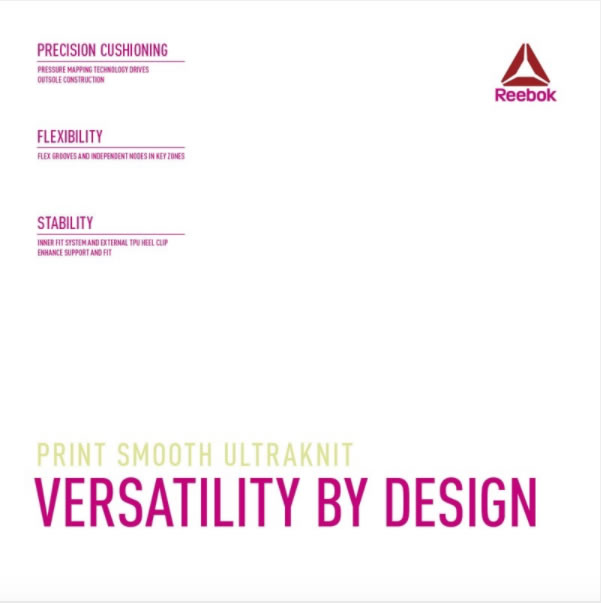 PRECISION CUSHIONING
PRESSURE MAPPING TECHNOLOGY DRIVES
OUTSOLE CONSTRUCTION
Reebok
FLEXIBILITY
FLEX GROOVES AND INDEPENDENT NODES IN KEY ZONES
STABILITY
INNER FIT SYSTEM AND EXTERNAL TPU HEEL CLIP
ENHANCE SUPPORT AND FIT
PRINT SMOOTH ULTRAKNIT
VERSATILITY BY DESIGN